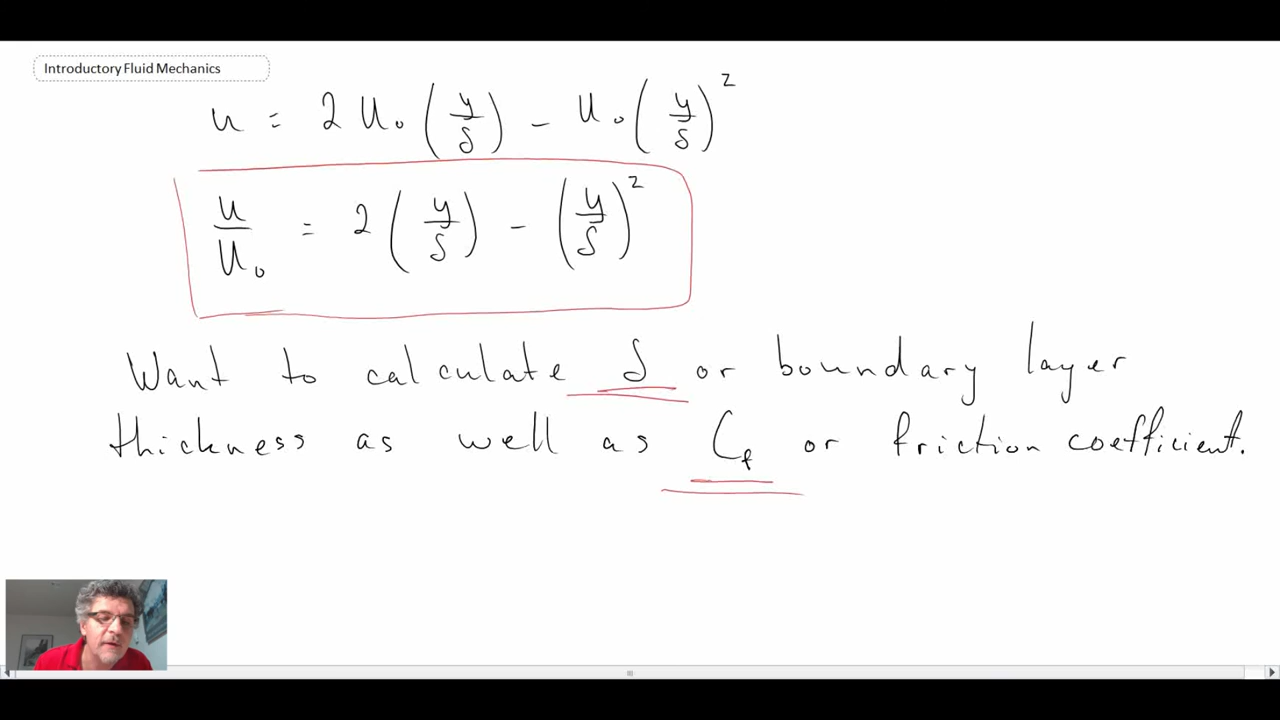 Introductory Fluid Mechanics
u = 2 U₀ (y/δ) - U₀ (y/δ)²
u/U₀ = 2 (y/δ) - (y/δ)²
Want to calculate δ or boundary layer
thickness as well as Cf or friction coefficient.